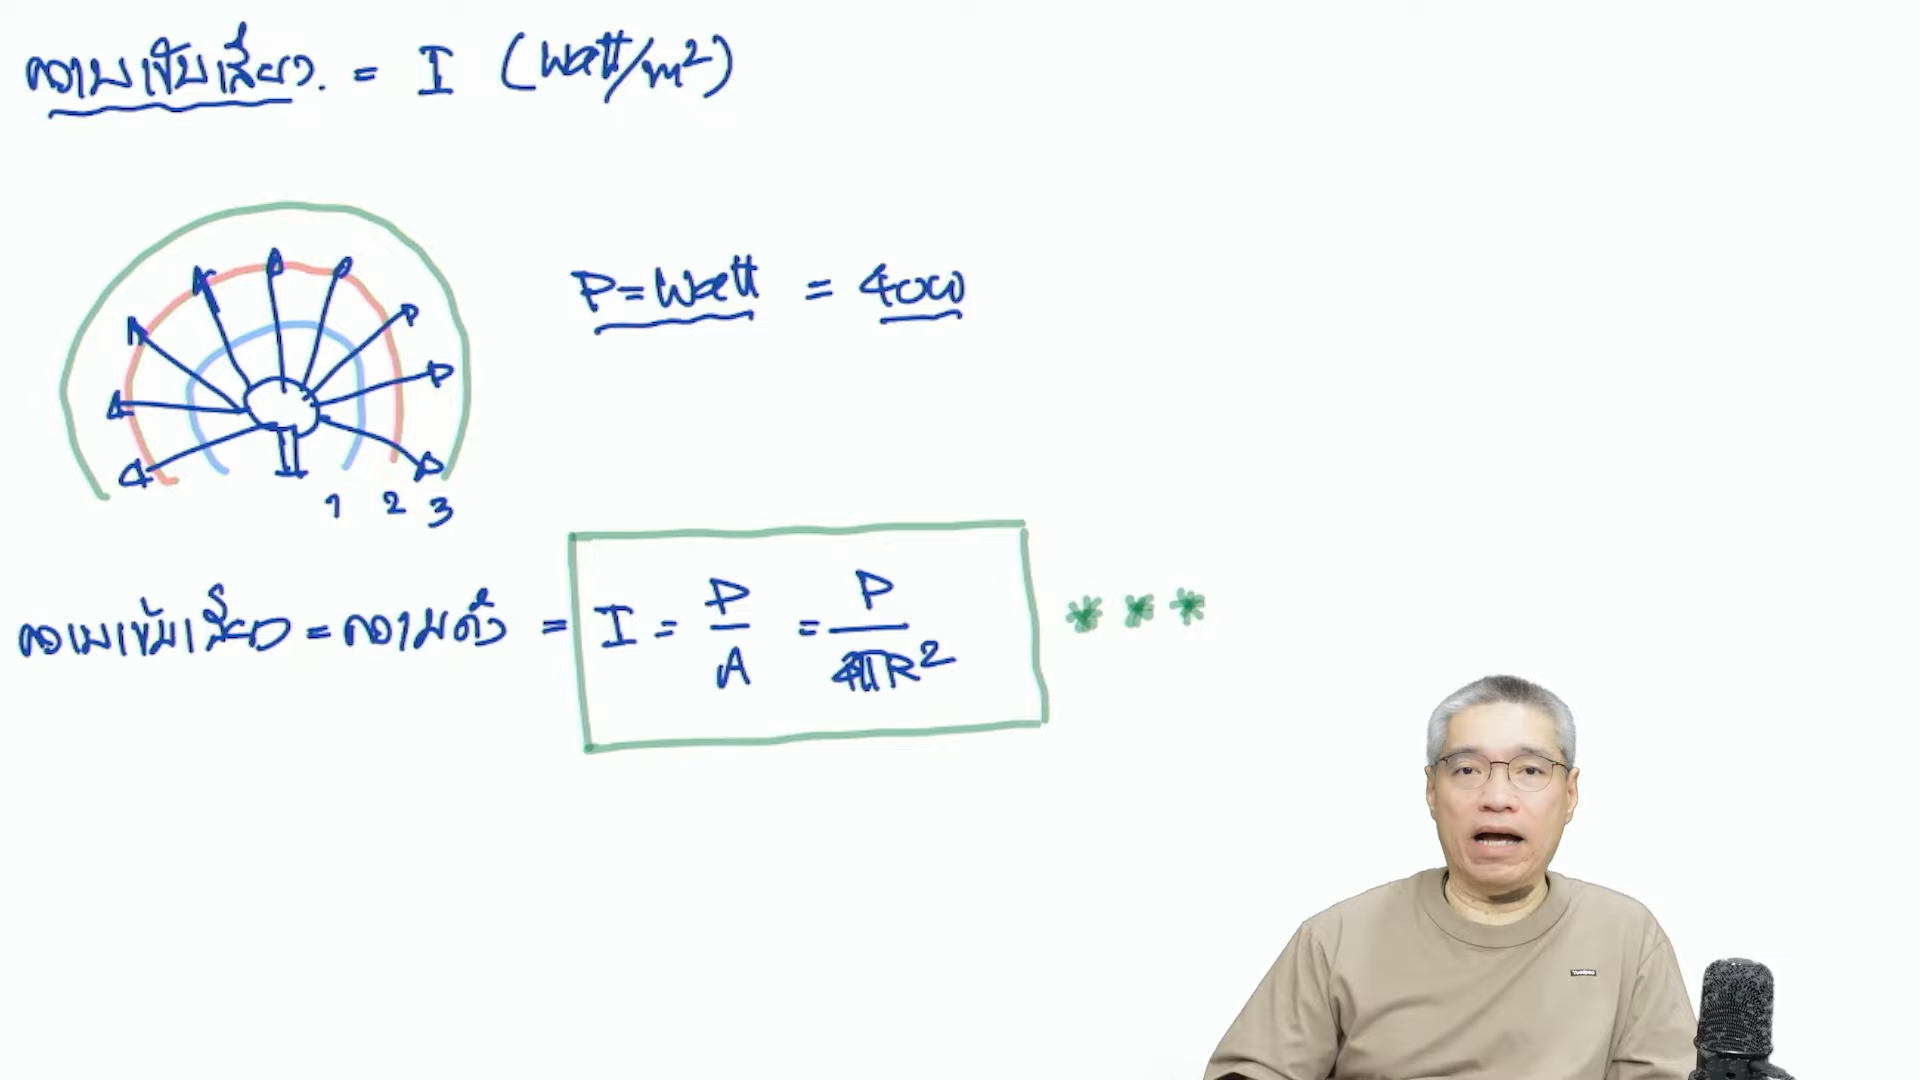 ความเข้มเสียง = I (Watt/m²)
P = Watt = 4000
1 2 3
ความเข้มเสียง = ความดัง = I = P/A = P/4πR² ***